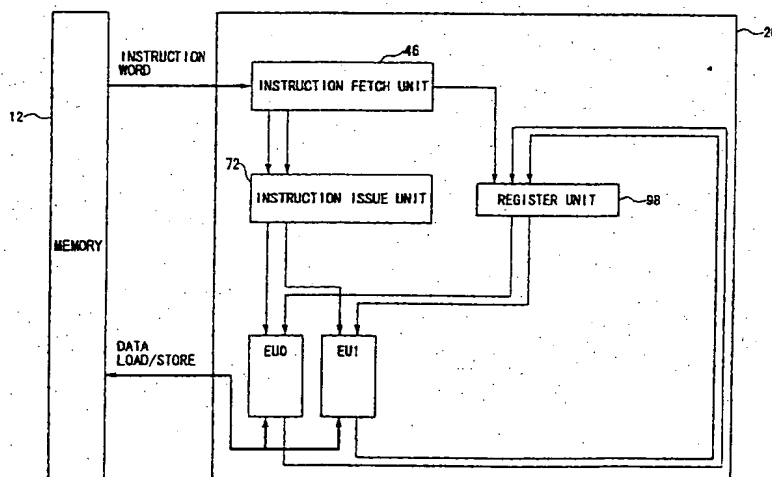 46
INSTRUCTION
WORD
INSTRUCTION FETCH UNIT
12
72
INSTRUCTION ISSUE UNIT
REGISTER UNIT
98
MEMORY
DATA
LOAD/STORE
EU0
EU1